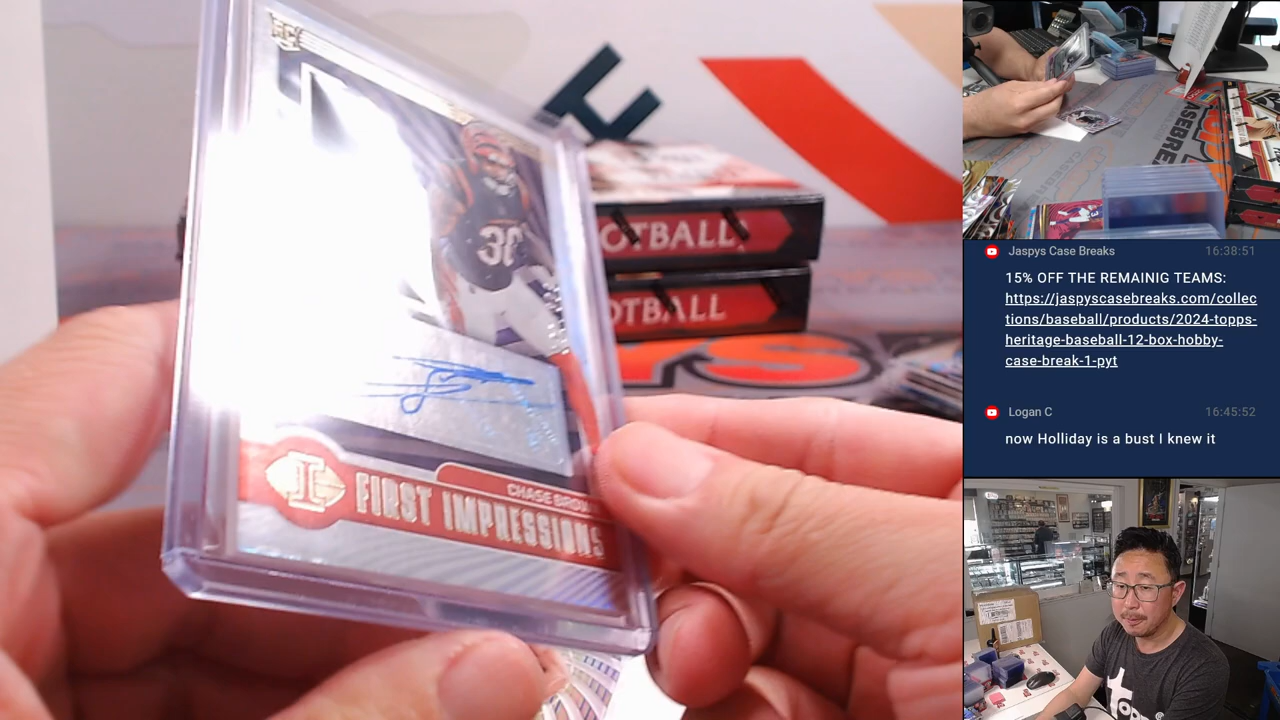 RC
30
CHASE BROWN
FIRST IMPRESSIONS
I
OTBALL
OTBALL
YS
Jaspys Case Breaks 16:38:51
15% OFF THE REMAINIG TEAMS:
https://jaspyscasebreaks.com/collec
tions/baseball/products/2024-topps-
heritage-baseball-12-box-hobby-
case-break-1-pyt
Logan C 16:45:52
now Holliday is a bust I knew it